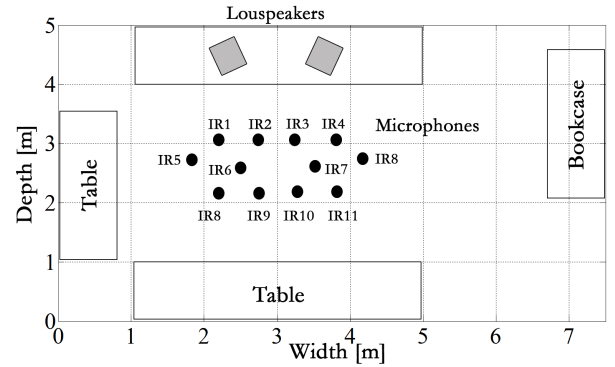 Louspeakers
5
4
3
2
1
0
Depth [m]
IR1 IR2 IR3 IR4
Microphones
IR5 IR6 IR7 IR8
IR8 IR9 IR10 IR11
Table
Bookcase
Table
0 1 2 3 4 5 6 7
Width [m]